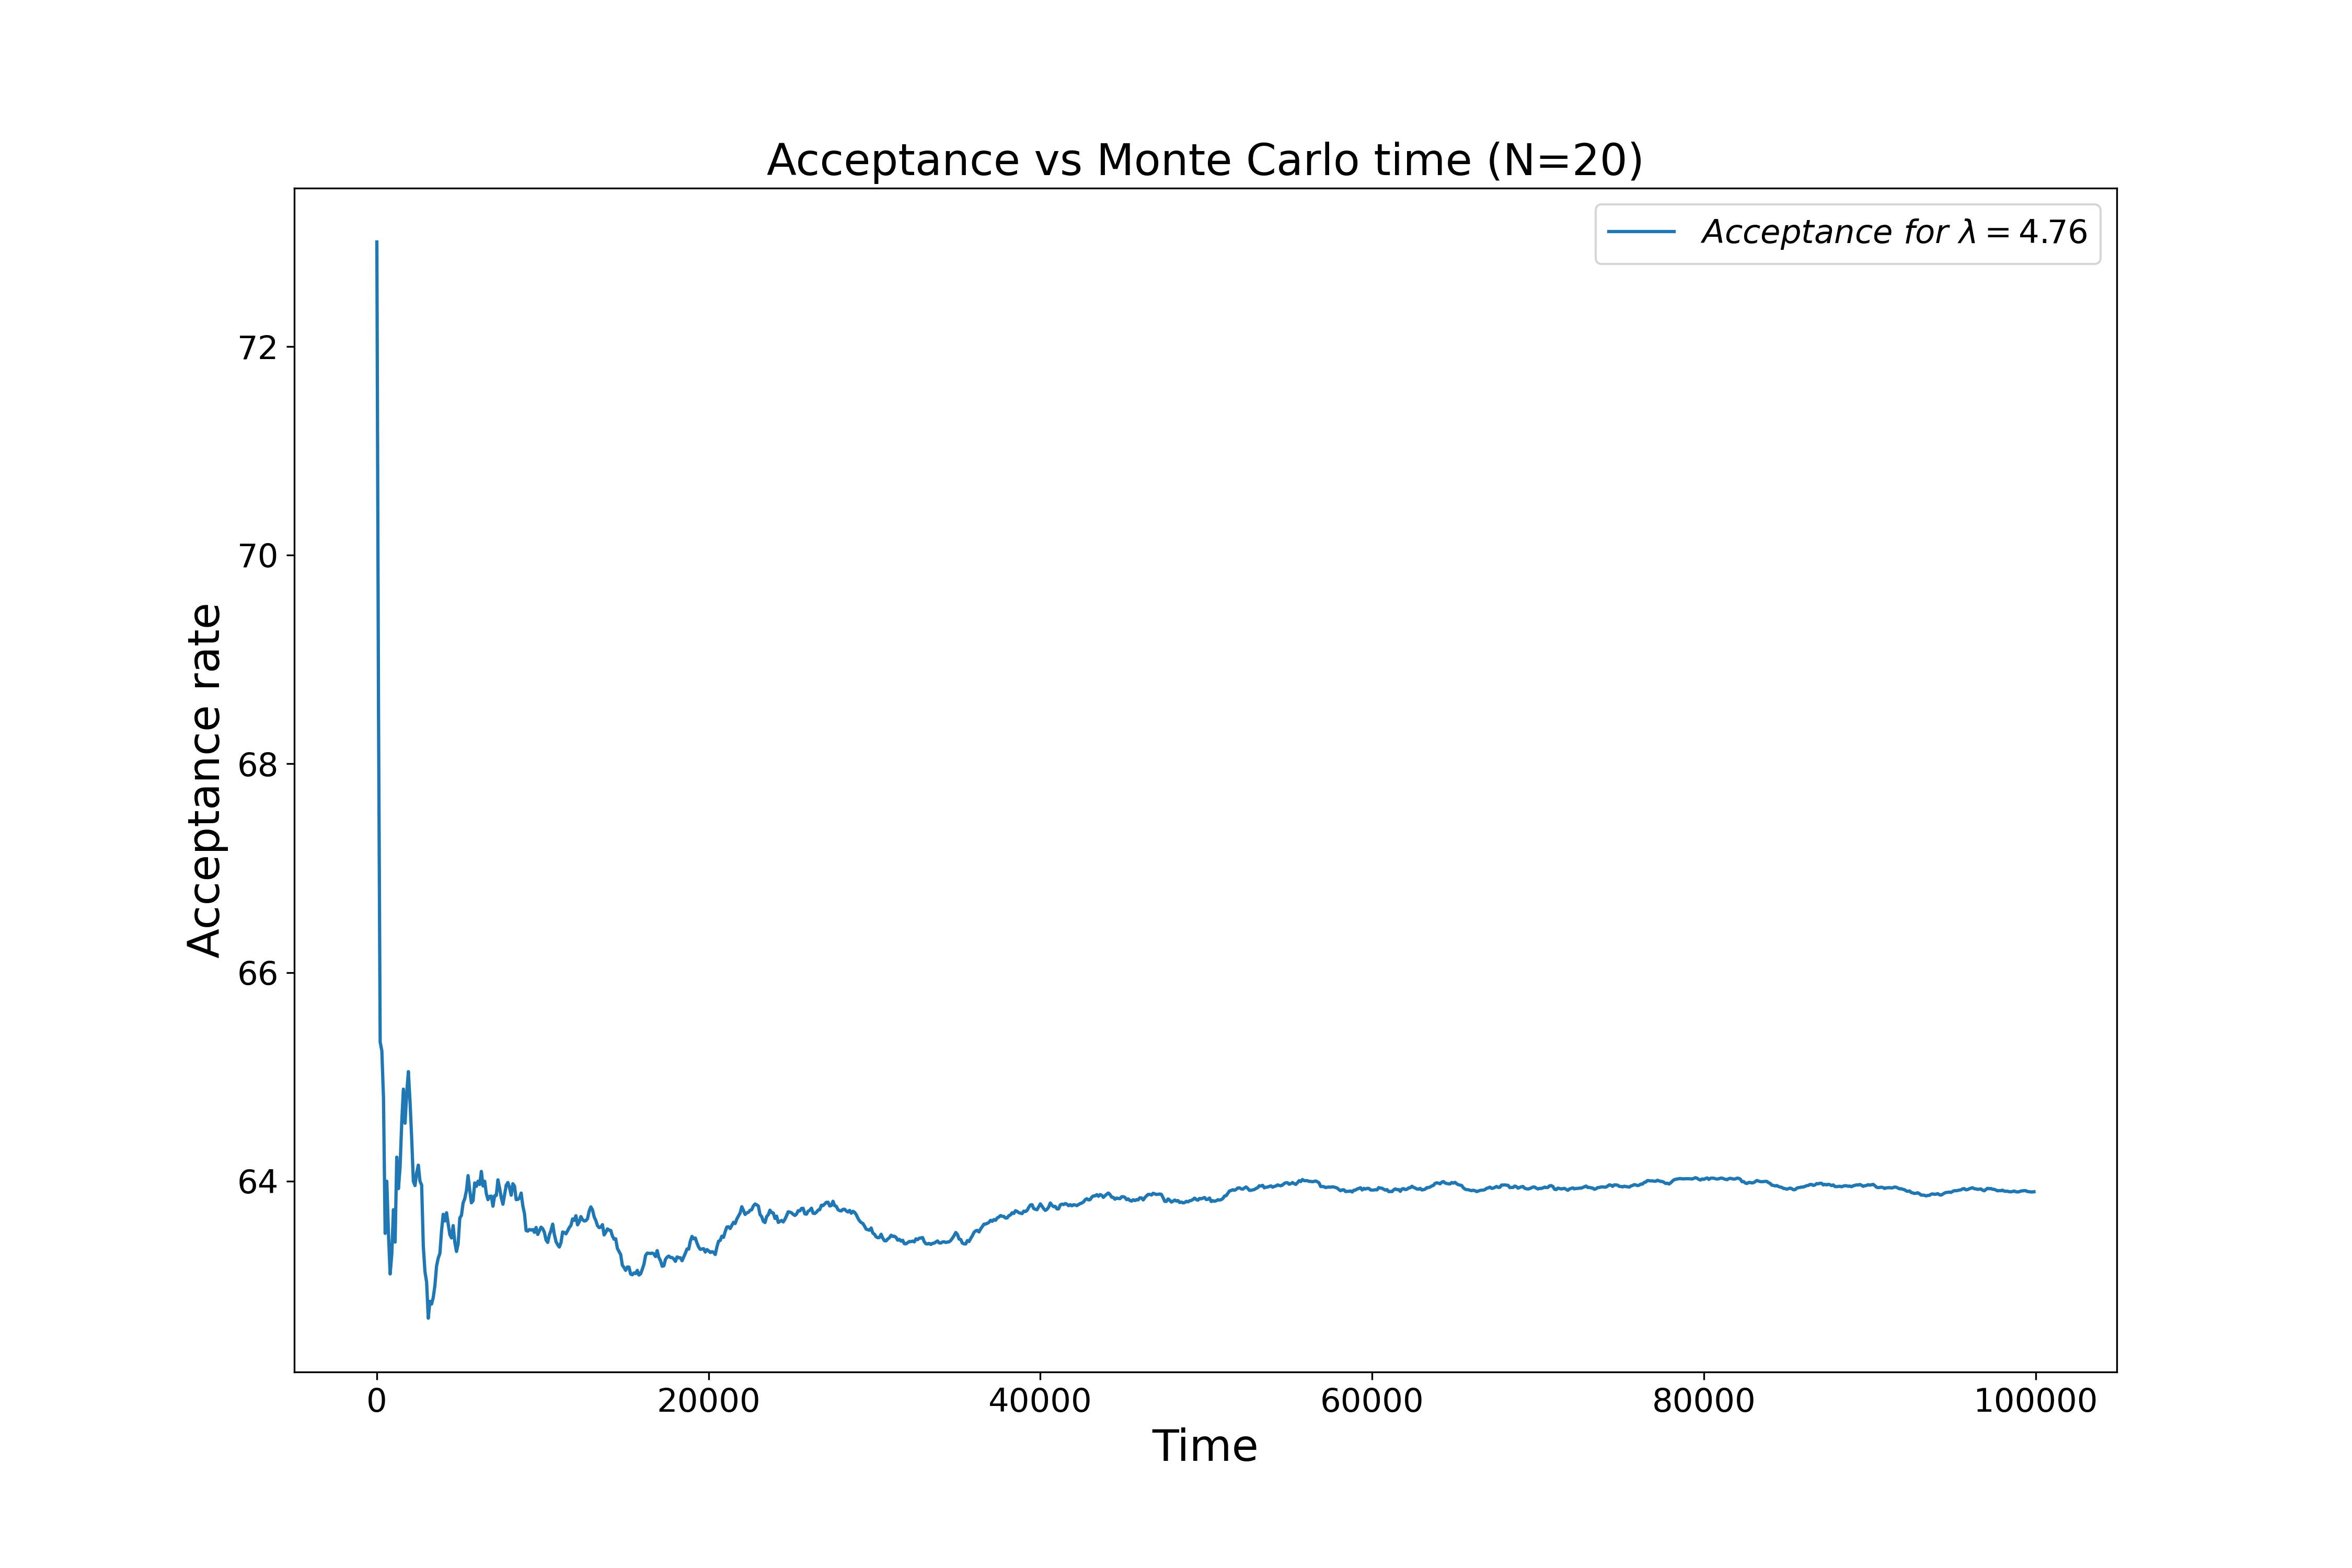 Acceptance vs Monte Carlo time (N=20)
Acceptance for λ = 4.76
Acceptance rate
72
70
68
66
64
0 20000 40000 60000 80000 100000
Time